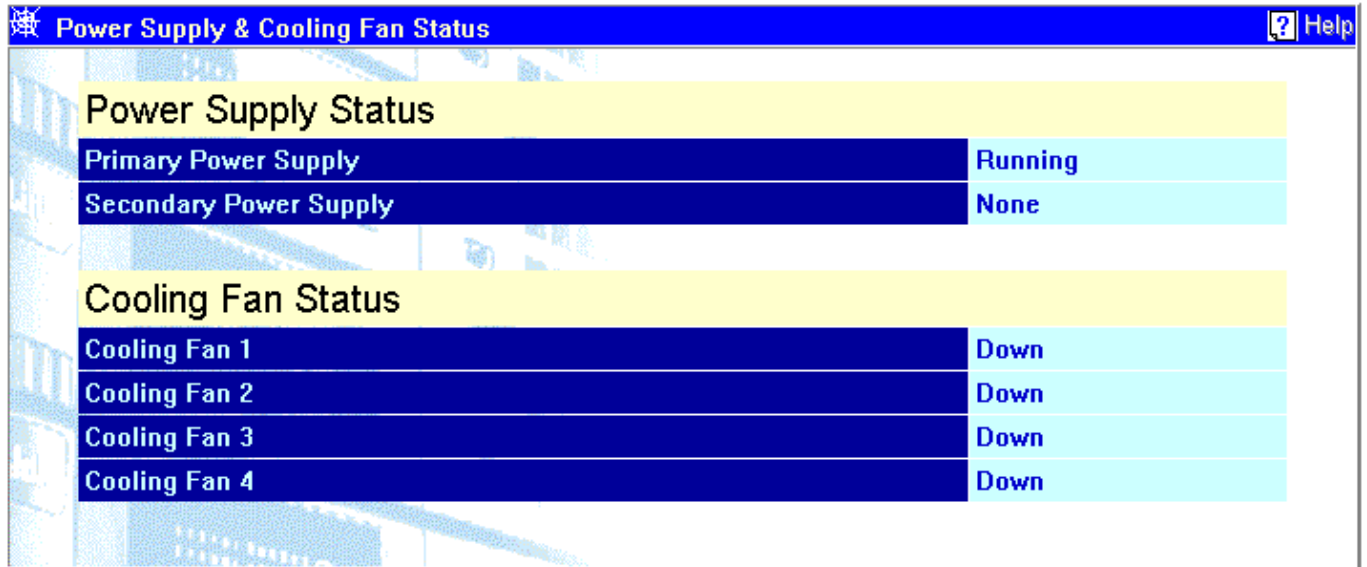 Power Supply & Cooling Fan Status ? Help
Power Supply Status
Primary Power Supply Running
Secondary Power Supply None
Cooling Fan Status
Cooling Fan 1 Down
Cooling Fan 2 Down
Cooling Fan 3 Down
Cooling Fan 4 Down